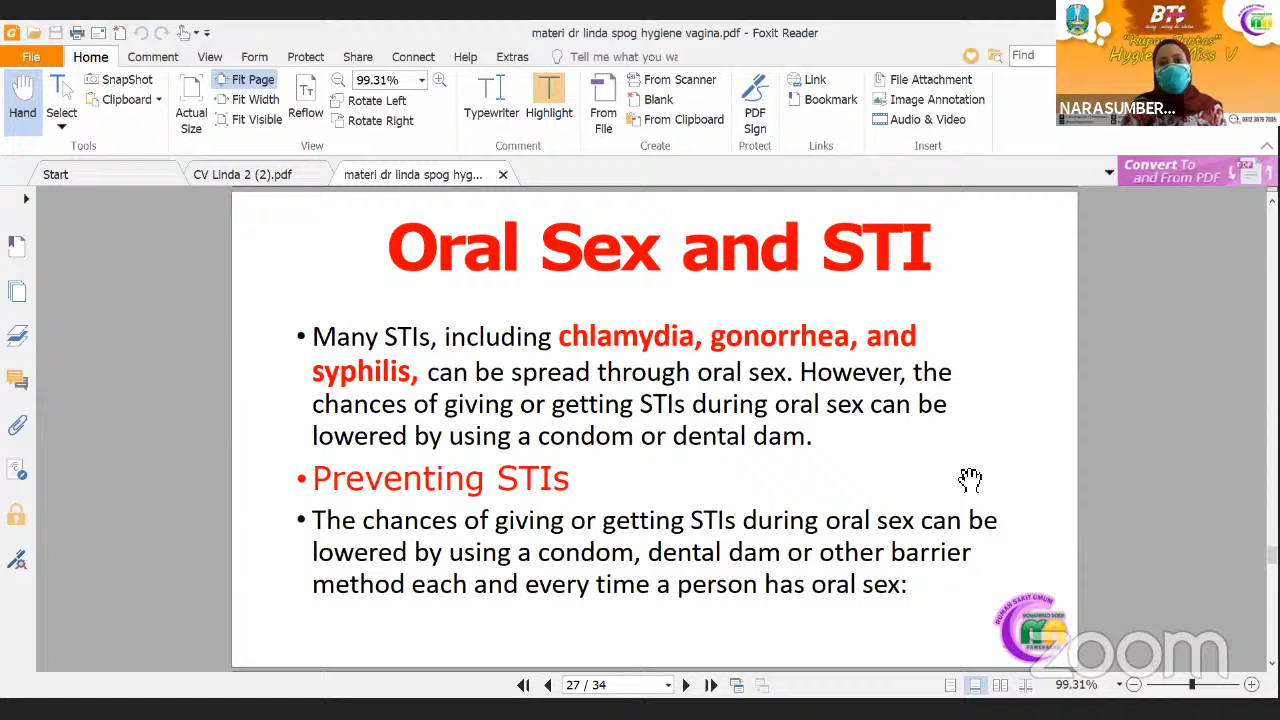 materi dr linda spog hygiene vagina.pdf - Foxit Reader
File Home Comment View Form Protect Share Connect Help Extras Tell me what you wa Find
Hand
Select
SnapShot
Clipboard
Tools
Actual Size
Fit Page
Fit Width
Fit Visible
Reflow
99.31%
Rotate Left
Rotate Right
View
Typewriter
Highlight
Comment
From File
From Scanner
Blank
From Clipboard
Create
PDF Sign
Protect
Link
Bookmark
Links
File Attachment
Image Annotation
Audio & Video
Insert
BTS
"Kupas Tuntas"
NARASUMBER...
Start
CV Linda 2 (2).pdf
materi dr linda spog hyg...
Convert To
and From PDF
Oral Sex and STI
• Many STIs, including chlamydia, gonorrhea, and
syphilis, can be spread through oral sex. However, the
chances of giving or getting STIs during oral sex can be
lowered by using a condom or dental dam.
• Preventing STIs
• The chances of giving or getting STIs during oral sex can be
lowered by using a condom, dental dam or other barrier
method each and every time a person has oral sex:
RUMAH SAKIT UMUM
PAMEKASAN
zoom
27 / 34
99.31%